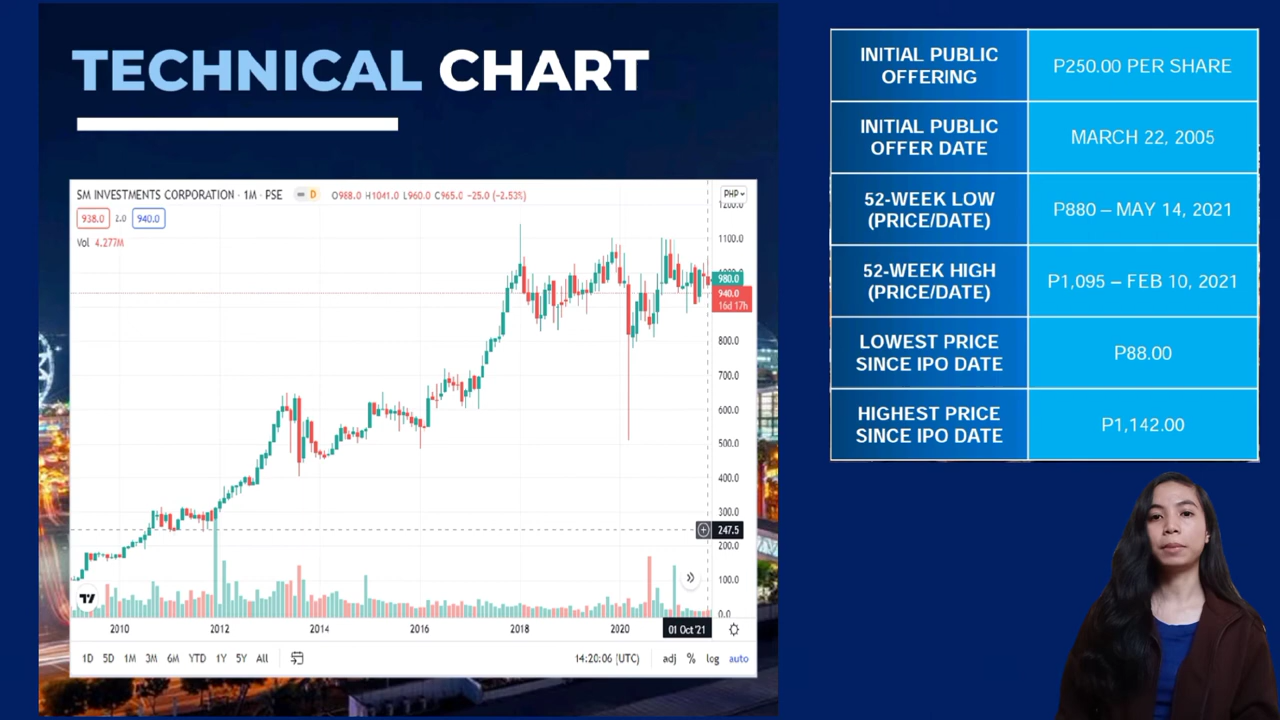 TECHNICAL CHART
SM INVESTMENTS CORPORATION · 1M · PSE
D
O988.0 H1041.0 L960.0 C965.0 −25.0 (−2.53%)
PHP
938.0 2.0 940.0
Vol 4.277M
1200.0
1100.0
1000.0
980.0
940.0
16d 17h
800.0
700.0
600.0
500.0
400.0
300.0
247.5
200.0
100.0
0.0
2010 2012 2014 2016 2018 2020 01 Oct '21
1D 5D 1M 3M 6M YTD 1Y 5Y All
14:20:06 (UTC) adj % log auto
INITIAL PUBLIC
OFFERING
P250.00 PER SHARE
INITIAL PUBLIC
OFFER DATE
MARCH 22, 2005
52-WEEK LOW
(PRICE/DATE)
P880 – MAY 14, 2021
52-WEEK HIGH
(PRICE/DATE)
P1,095 – FEB 10, 2021
LOWEST PRICE
SINCE IPO DATE
P88.00
HIGHEST PRICE
SINCE IPO DATE
P1,142.00